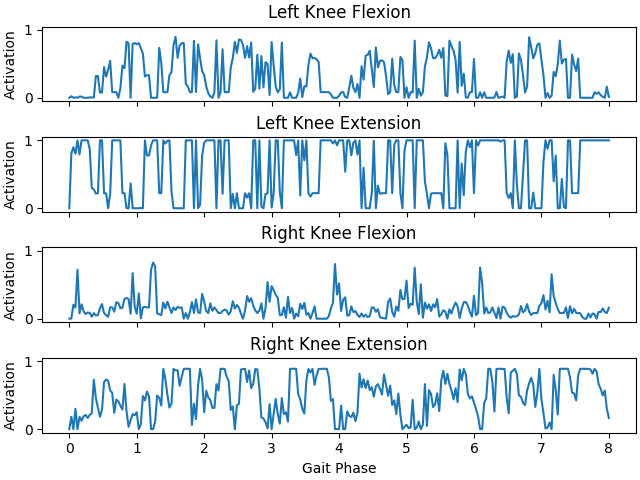 Left Knee Flexion
1
Activation
0
Left Knee Extension
1
Activation
0
Right Knee Flexion
1
Activation
0
Right Knee Extension
1
Activation
0
0 1 2 3 4 5 6 7 8
Gait Phase